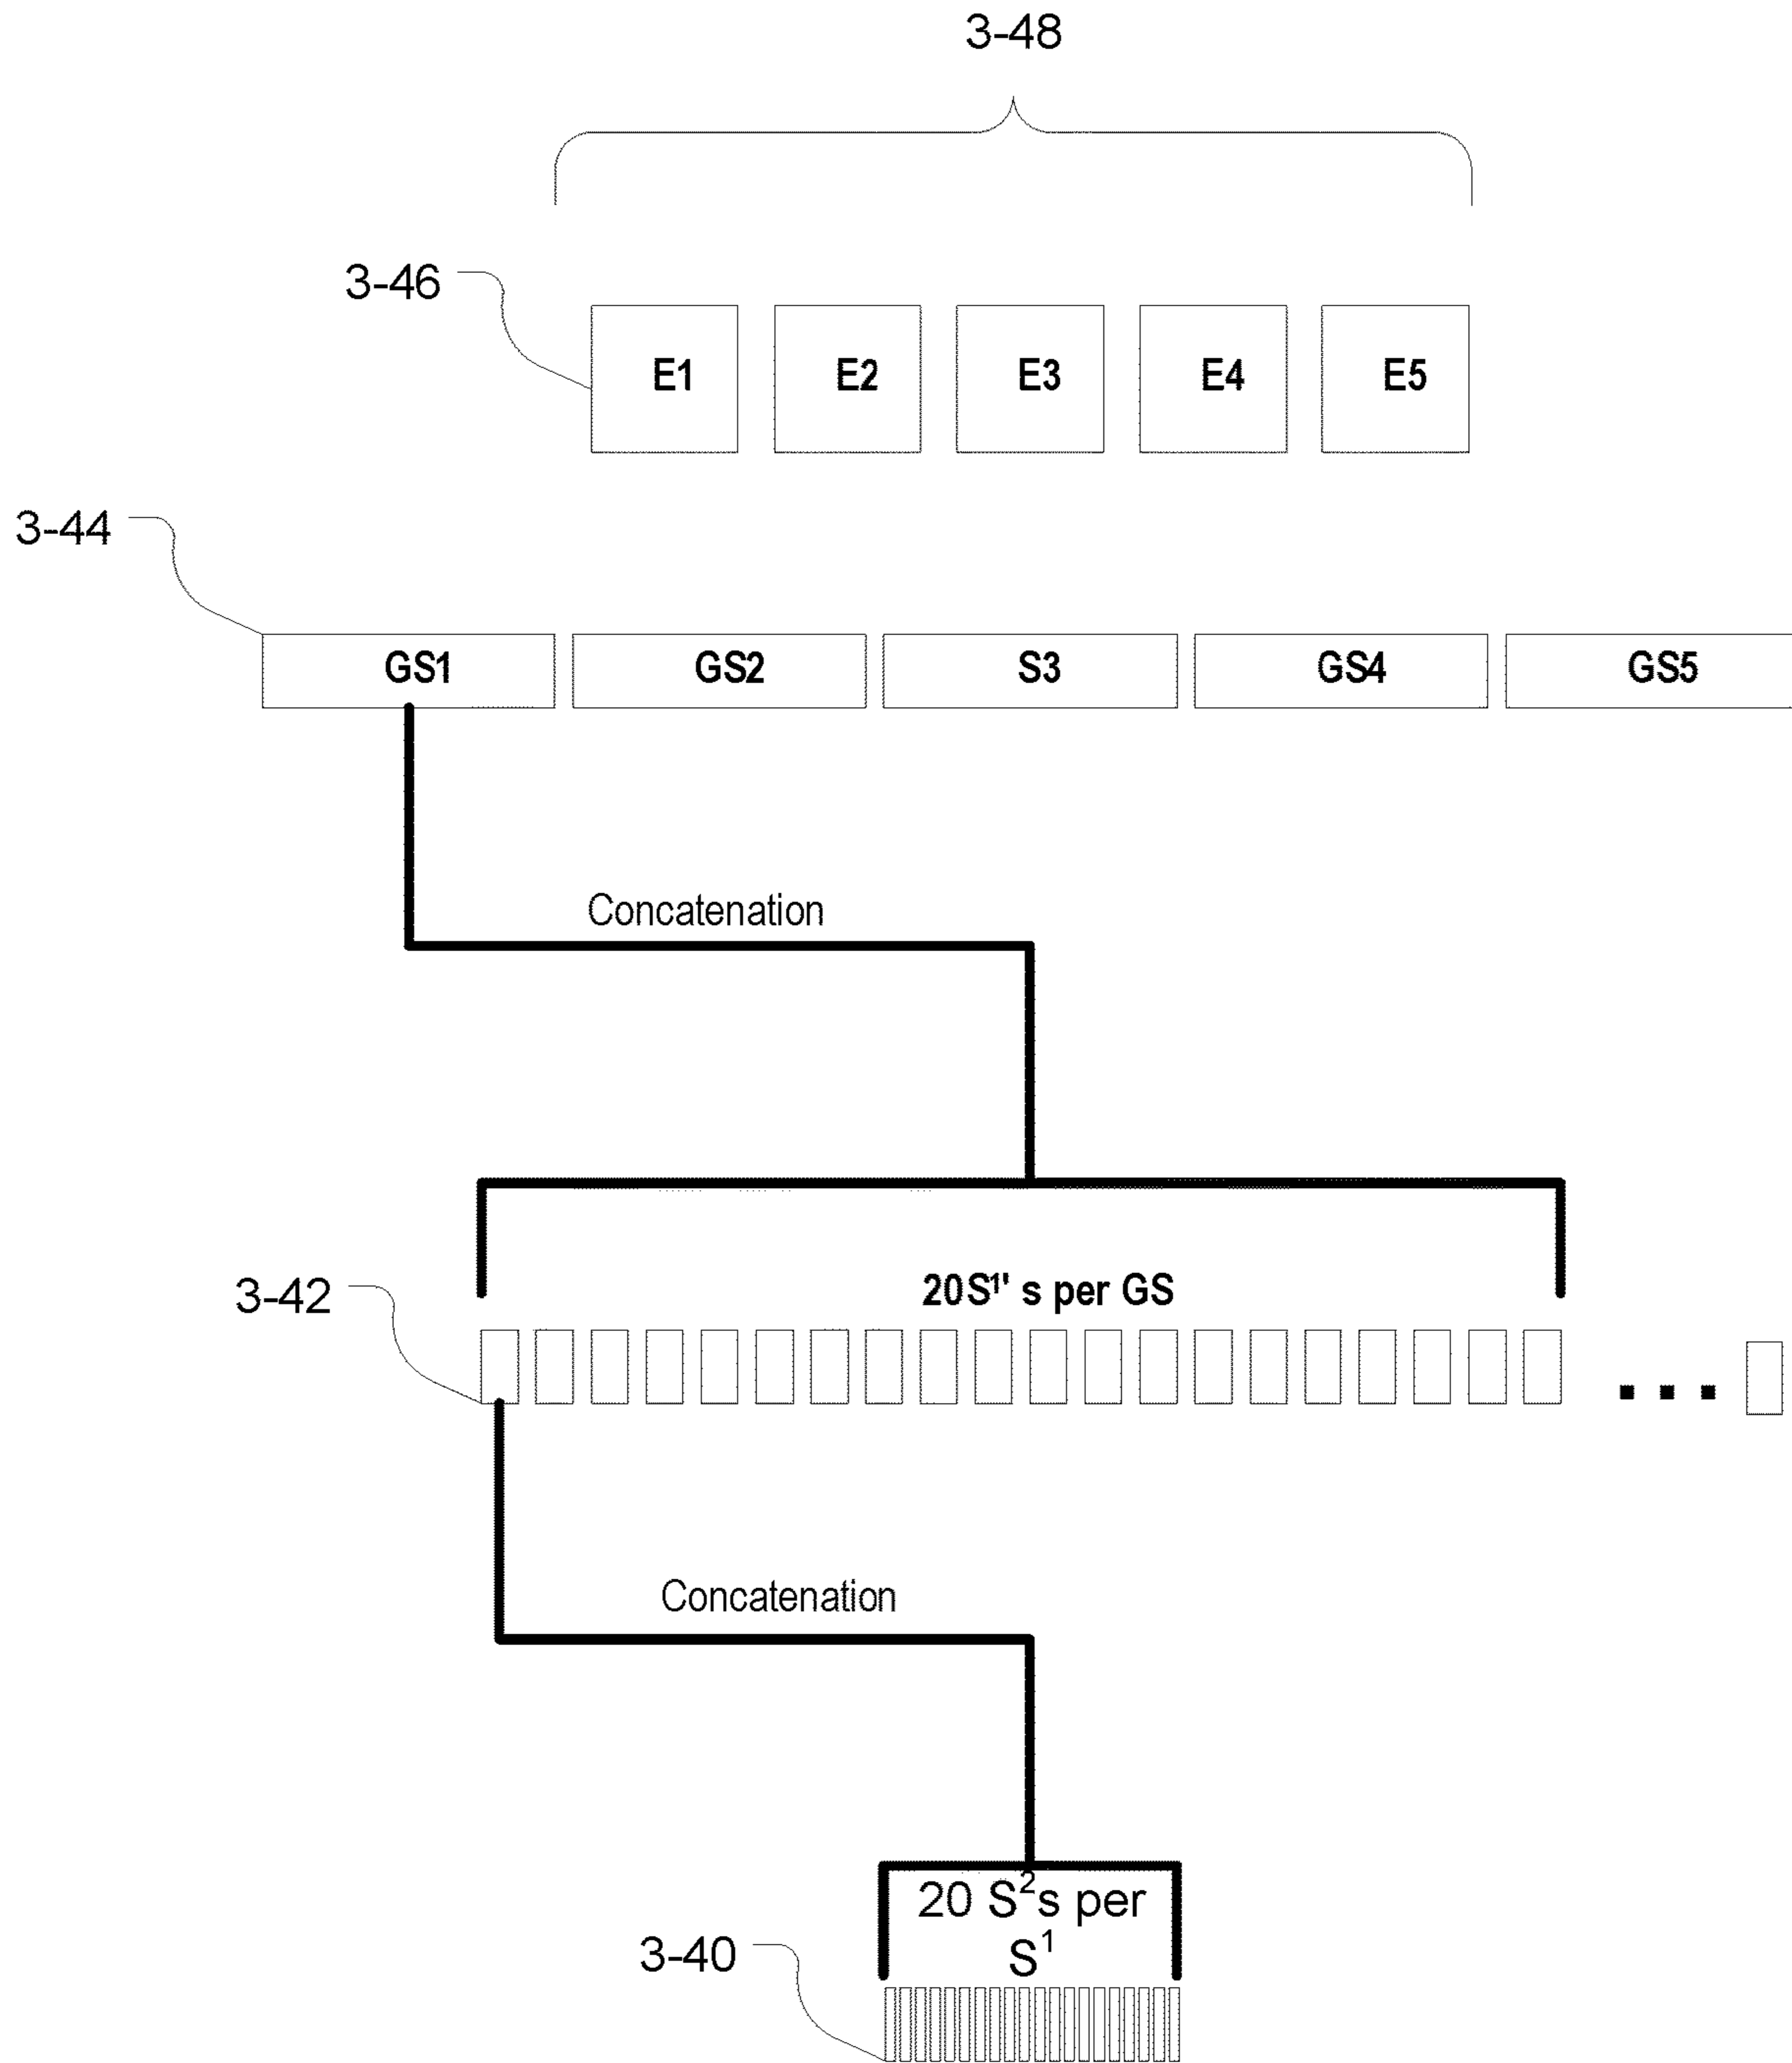 3-48
3-46
E1 E2 E3 E4 E5
3-44
GS1 GS2 S3 GS4 GS5
Concatenation
3-42
20S¹' s per GS
Concatenation
20 S²s per
S¹
3-40